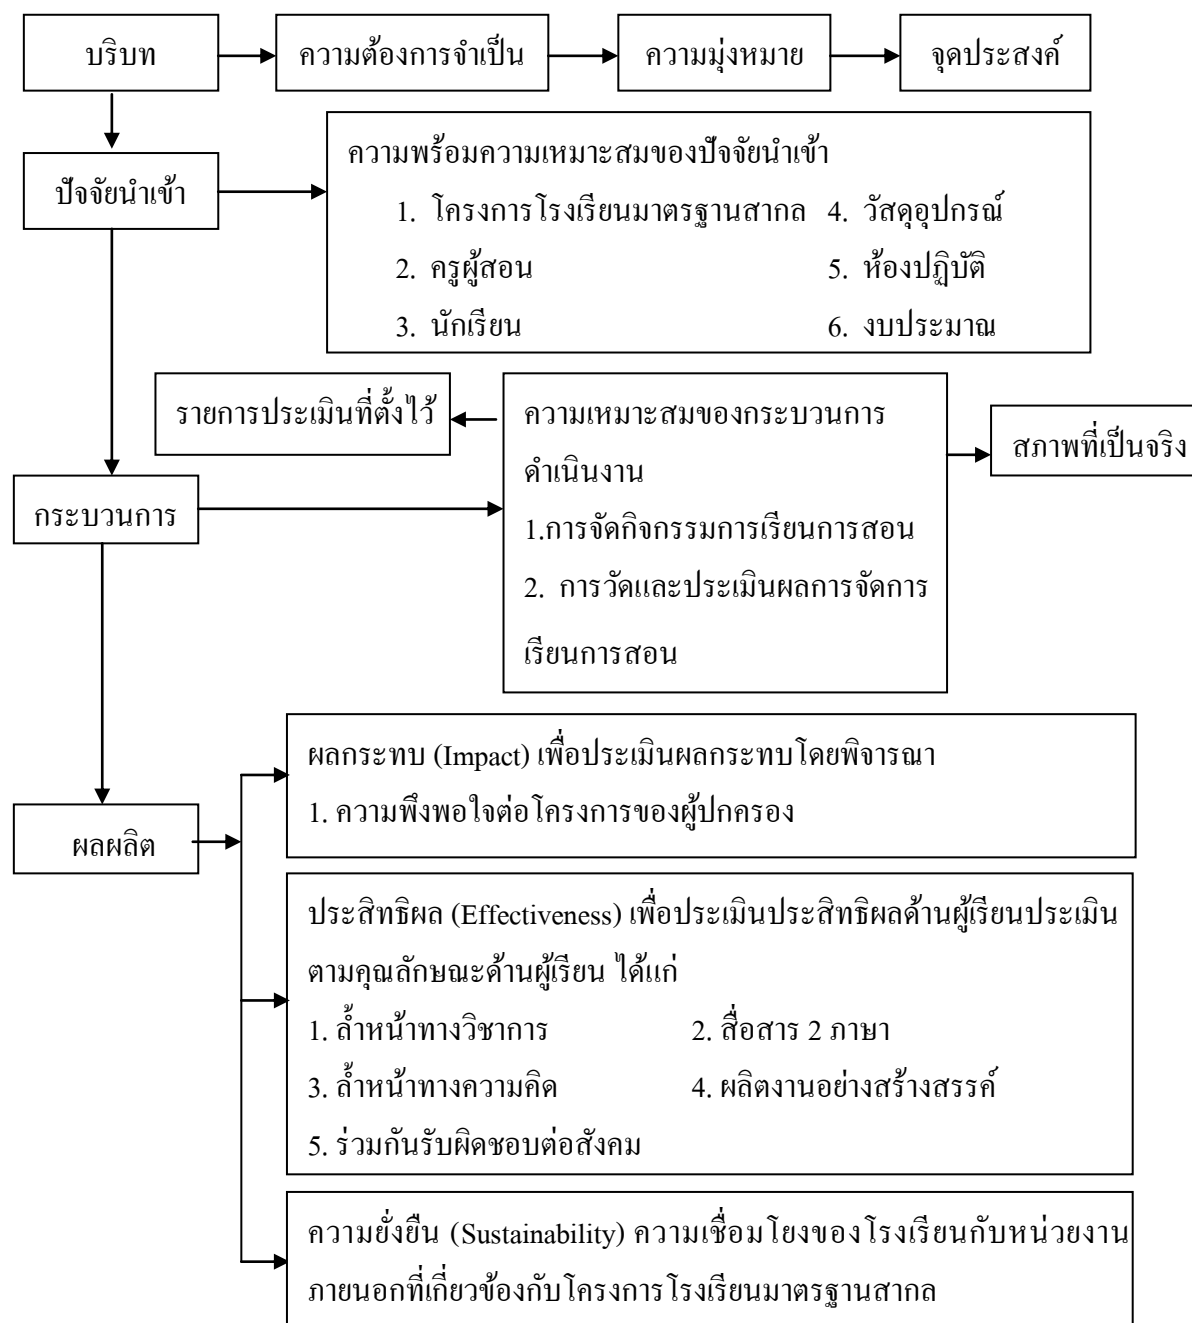 บริบท
ความต้องการจำเป็น
ความมุ่งหมาย
จุดประสงค์
ปัจจัยนำเข้า
ความพร้อมความเหมาะสมของปัจจัยนำเข้า
1. โครงการโรงเรียนมาตรฐานสากล 4. วัสดุอุปกรณ์
2. ครูผู้สอน 5. ห้องปฏิบัติ
3. นักเรียน 6. งบประมาณ
รายการประเมินที่ตั้งไว้
ความเหมาะสมของกระบวนการ
ดำเนินงาน
1.การจัดกิจกรรมการเรียนการสอน
2. การวัดและประเมินผลการจัดการ
เรียนการสอน
สภาพที่เป็นจริง
กระบวนการ
ผลผลิต
ผลกระทบ (Impact) เพื่อประเมินผลกระทบโดยพิจารณา
1. ความพึงพอใจต่อโครงการของผู้ปกครอง
ประสิทธิผล (Effectiveness) เพื่อประเมินประสิทธิผลด้านผู้เรียนประเมิน
ตามคุณลักษณะด้านผู้เรียน ได้แก่
1. ล้ำหน้าทางวิชาการ 2. สื่อสาร 2 ภาษา
3. ล้ำหน้าทางความคิด 4. ผลิตงานอย่างสร้างสรรค์
5. ร่วมกันรับผิดชอบต่อสังคม
ความยั่งยืน (Sustainability) ความเชื่อมโยงของโรงเรียนกับหน่วยงาน
ภายนอกที่เกี่ยวข้องกับโครงการโรงเรียนมาตรฐานสากล